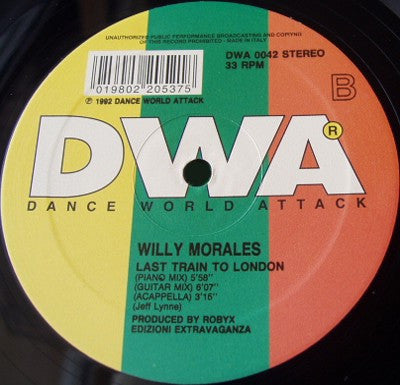 UNAUTHORIZED PUBLIC PERFORMANCE BROADCASTING AND COPYING
OF THIS RECORD PROHIBITED - MADE IN ITALY
DWA 0042 STEREO
33 RPM
019802 205375
B
℗ 1992 DANCE WORLD ATTACK
DWA®
DANCE WORLD ATTACK
WILLY MORALES
LAST TRAIN TO LONDON
(PIANO MIX) 5'58"
(GUITAR MIX) 6'07"
(ACAPPELLA) 3'15"
(Jeff Lynne)
PRODUCED BY ROBYX
EDIZIONI EXTRAVAGANZA